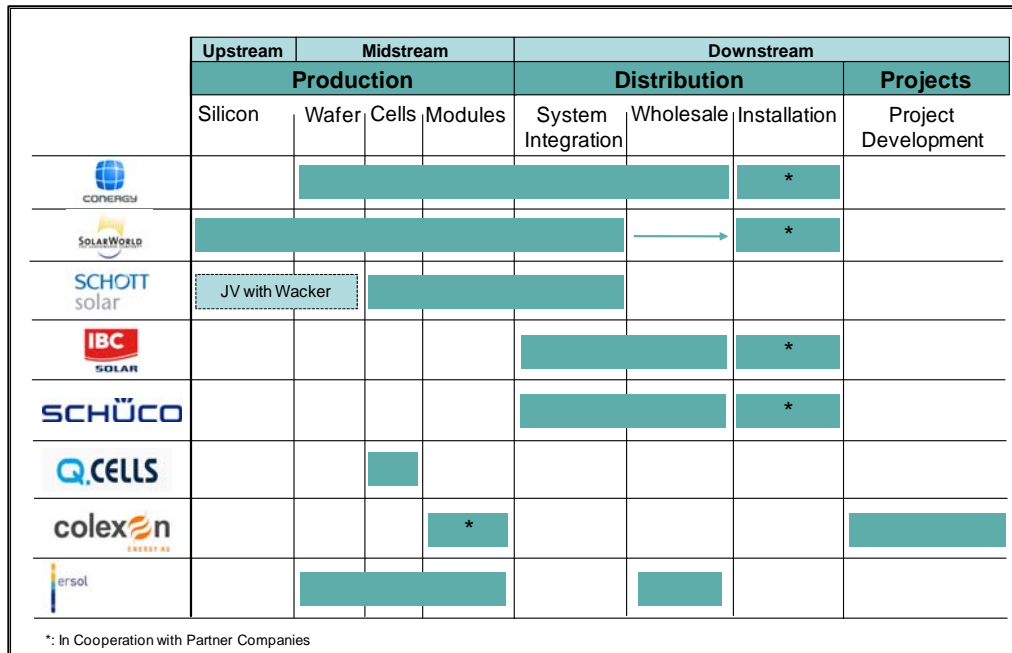 Upstream Midstream Downstream
Production Distribution Projects
Silicon Wafer Cells Modules System Integration Wholesale Installation Project Development
CONERGY *
SOLARWORLD *
SCHOTT
solar
JV with Wacker
IBC
SOLAR
*
SCHÜCO *
Q.CELLS
colexon *
ENERGY AG
ersol
*: In Cooperation with Partner Companies